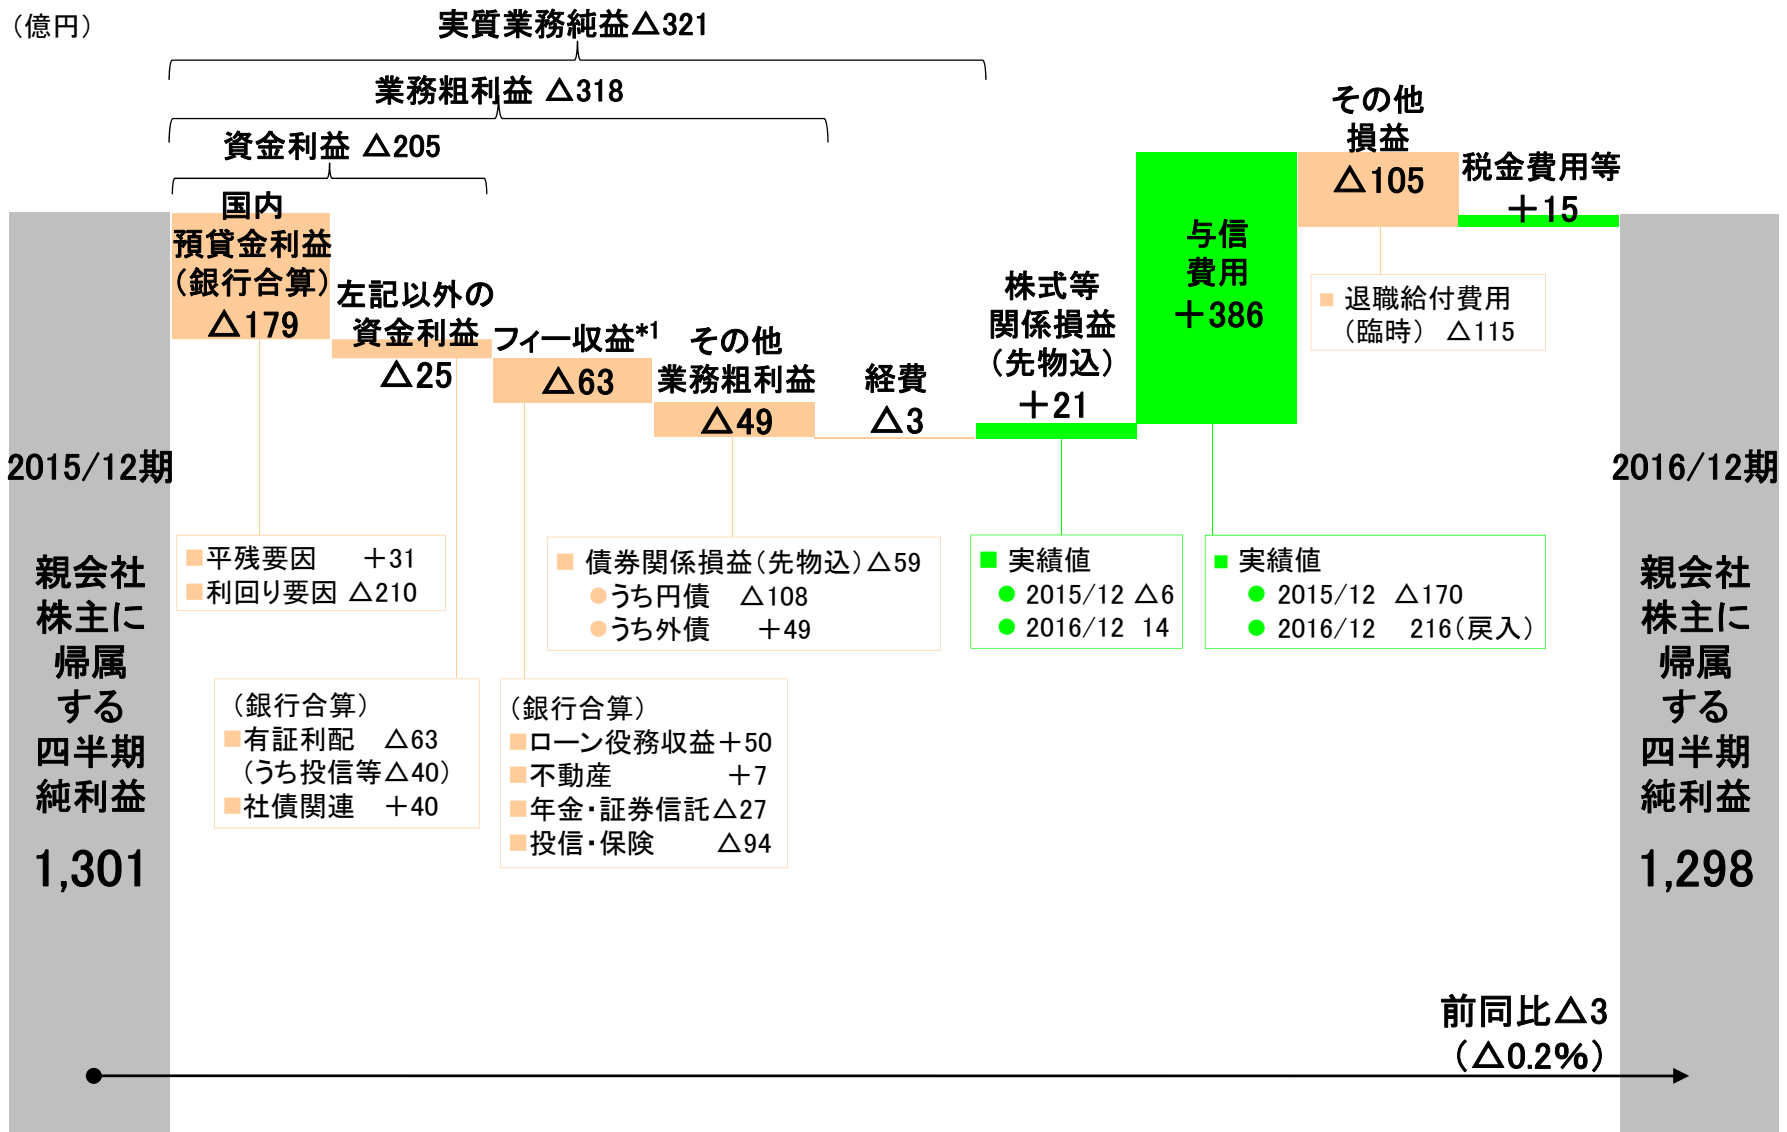 （億円）
実質業務純益△321
業務粗利益 △318
資金利益 △205
国内
預貸金利益
（銀行合算）
△179
左記以外の
資金利益
△25
フィー収益*1
△63
その他
業務粗利益
△49
経費
△3
株式等
関係損益
（先物込）
＋21
与信
費用
＋386
その他
損益
△105
税金費用等
＋15
■ 退職給付費用
（臨時） △115
2015/12期
親会社
株主に
帰属
する
四半期
純利益
1,301
■平残要因 ＋31
■利回り要因 △210
（銀行合算）
■有証利配 △63
（うち投信等△40）
■社債関連 ＋40
（銀行合算）
■ローン役務収益＋50
■不動産 ＋7
■年金・証券信託△27
■投信・保険 △94
■ 債券関係損益（先物込）△59
●うち円債 △108
●うち外債 ＋49
■ 実績値
● 2015/12 △6
● 2016/12 14
■ 実績値
● 2015/12 △170
● 2016/12 216（戻入）
2016/12期
親会社
株主に
帰属
する
四半期
純利益
1,298
前同比△3
（△0.2％）